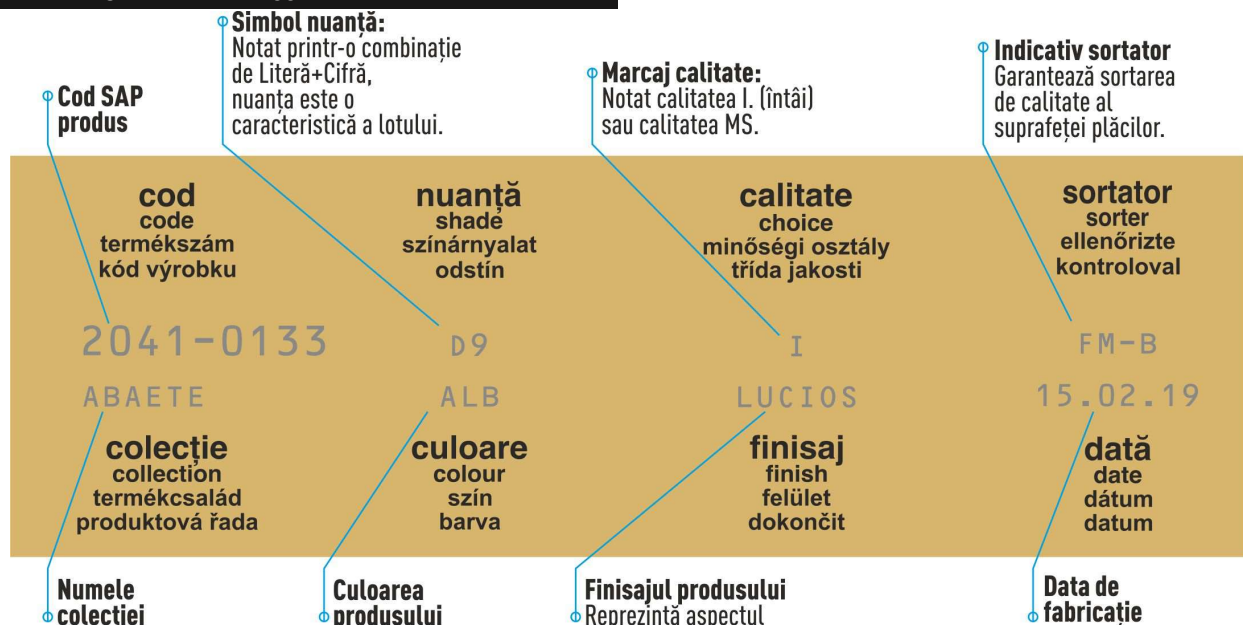 Simbol nuanță:
Notat printr-o combinație
de Literă+Cifră,
nuanța este o
caracteristică a lotului.
Cod SAP
produs
Marcaj calitate:
Notat calitatea I. (întâi)
sau calitatea MS.
Indicativ sortator
Garantează sortarea
de calitate al
suprafeței plăcilor.
cod
code
termékszám
kód výrobku
nuanță
shade
színárnyalat
odstín
calitate
choice
minőségi osztály
třída jakosti
sortator
sorter
ellenőrizte
kontroloval
2041-0133
D9
I
FM-B
ABAETE
ALB
LUCIOS
15.02.19
colecție
collection
termékcsalád
produktová řada
culoare
colour
szín
barva
finisaj
finish
felület
dokončit
dată
date
dátum
datum
Numele
colecției
Culoarea
produsului
Finisajul produsului
Reprezintă aspectul
Data de
fabricație